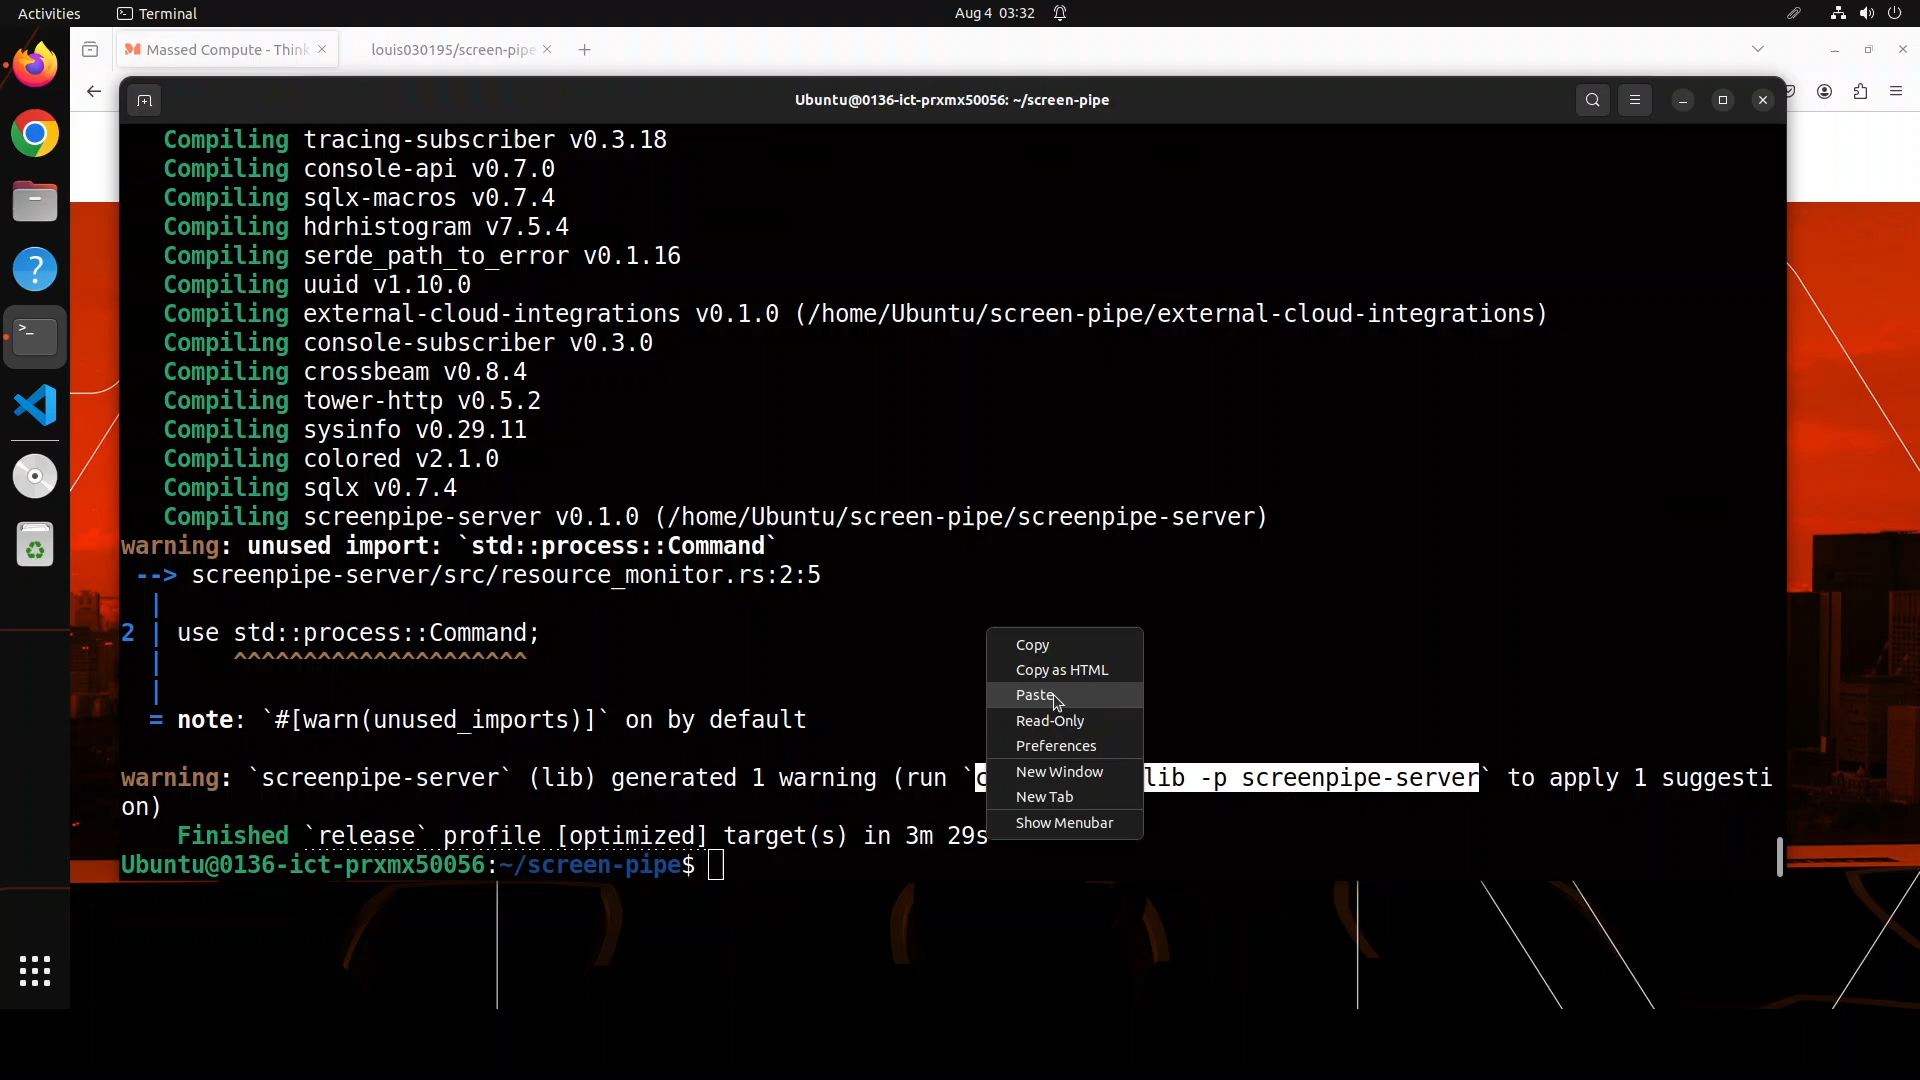 Activities
Terminal
Aug 4 03:32
Massed Compute - Think
louis030195/screen-pipe
Ubuntu@0136-ict-prxmx50056: ~/screen-pipe
Compiling tracing-subscriber v0.3.18
Compiling console-api v0.7.0
Compiling sqlx-macros v0.7.4
Compiling hdrhistogram v7.5.4
Compiling serde_path_to_error v0.1.16
Compiling uuid v1.10.0
Compiling external-cloud-integrations v0.1.0 (/home/Ubuntu/screen-pipe/external-cloud-integrations)
Compiling console-subscriber v0.3.0
Compiling crossbeam v0.8.4
Compiling tower-http v0.5.2
Compiling sysinfo v0.29.11
Compiling colored v2.1.0
Compiling sqlx v0.7.4
Compiling screenpipe-server v0.1.0 (/home/Ubuntu/screen-pipe/screenpipe-server)
warning: unused import: `std::process::Command`
--> screenpipe-server/src/resource_monitor.rs:2:5
|
2 | use std::process::Command;
| ^^^^^^^^^^^^^^^^^^^^^
|
= note: `#[warn(unused_imports)]` on by default
warning: `screenpipe-server` (lib) generated 1 warning (run `c lib -p screenpipe-server` to apply 1 suggesti
on)
Finished `release` profile [optimized] target(s) in 3m 29s
Ubuntu@0136-ict-prxmx50056:~/screen-pipe$
Copy
Copy as HTML
Paste
Read-Only
Preferences
New Window
New Tab
Show Menubar